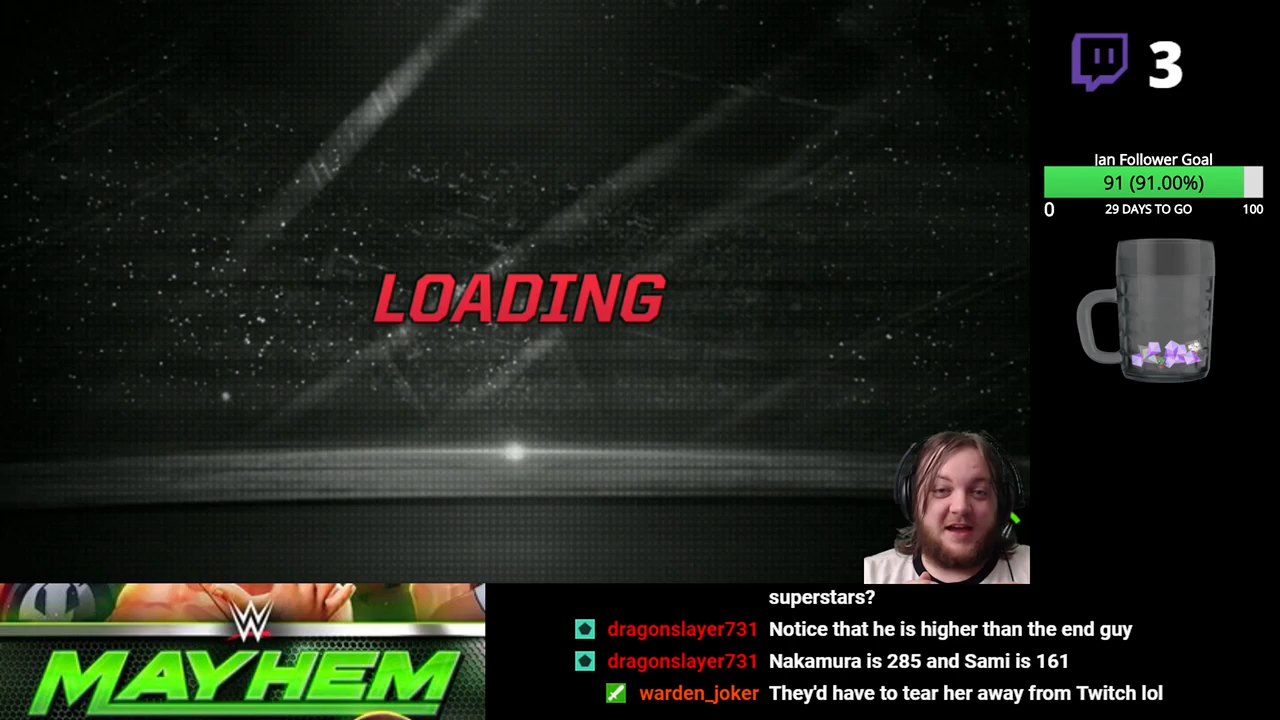 3
Jan Follower Goal
91 (91.00%)
0 29 DAYS TO GO 100
LOADING
superstars?
dragonslayer731 Notice that he is higher than the end guy
dragonslayer731 Nakamura is 285 and Sami is 161
warden_joker They'd have to tear her away from Twitch lol
W
MAYHEM